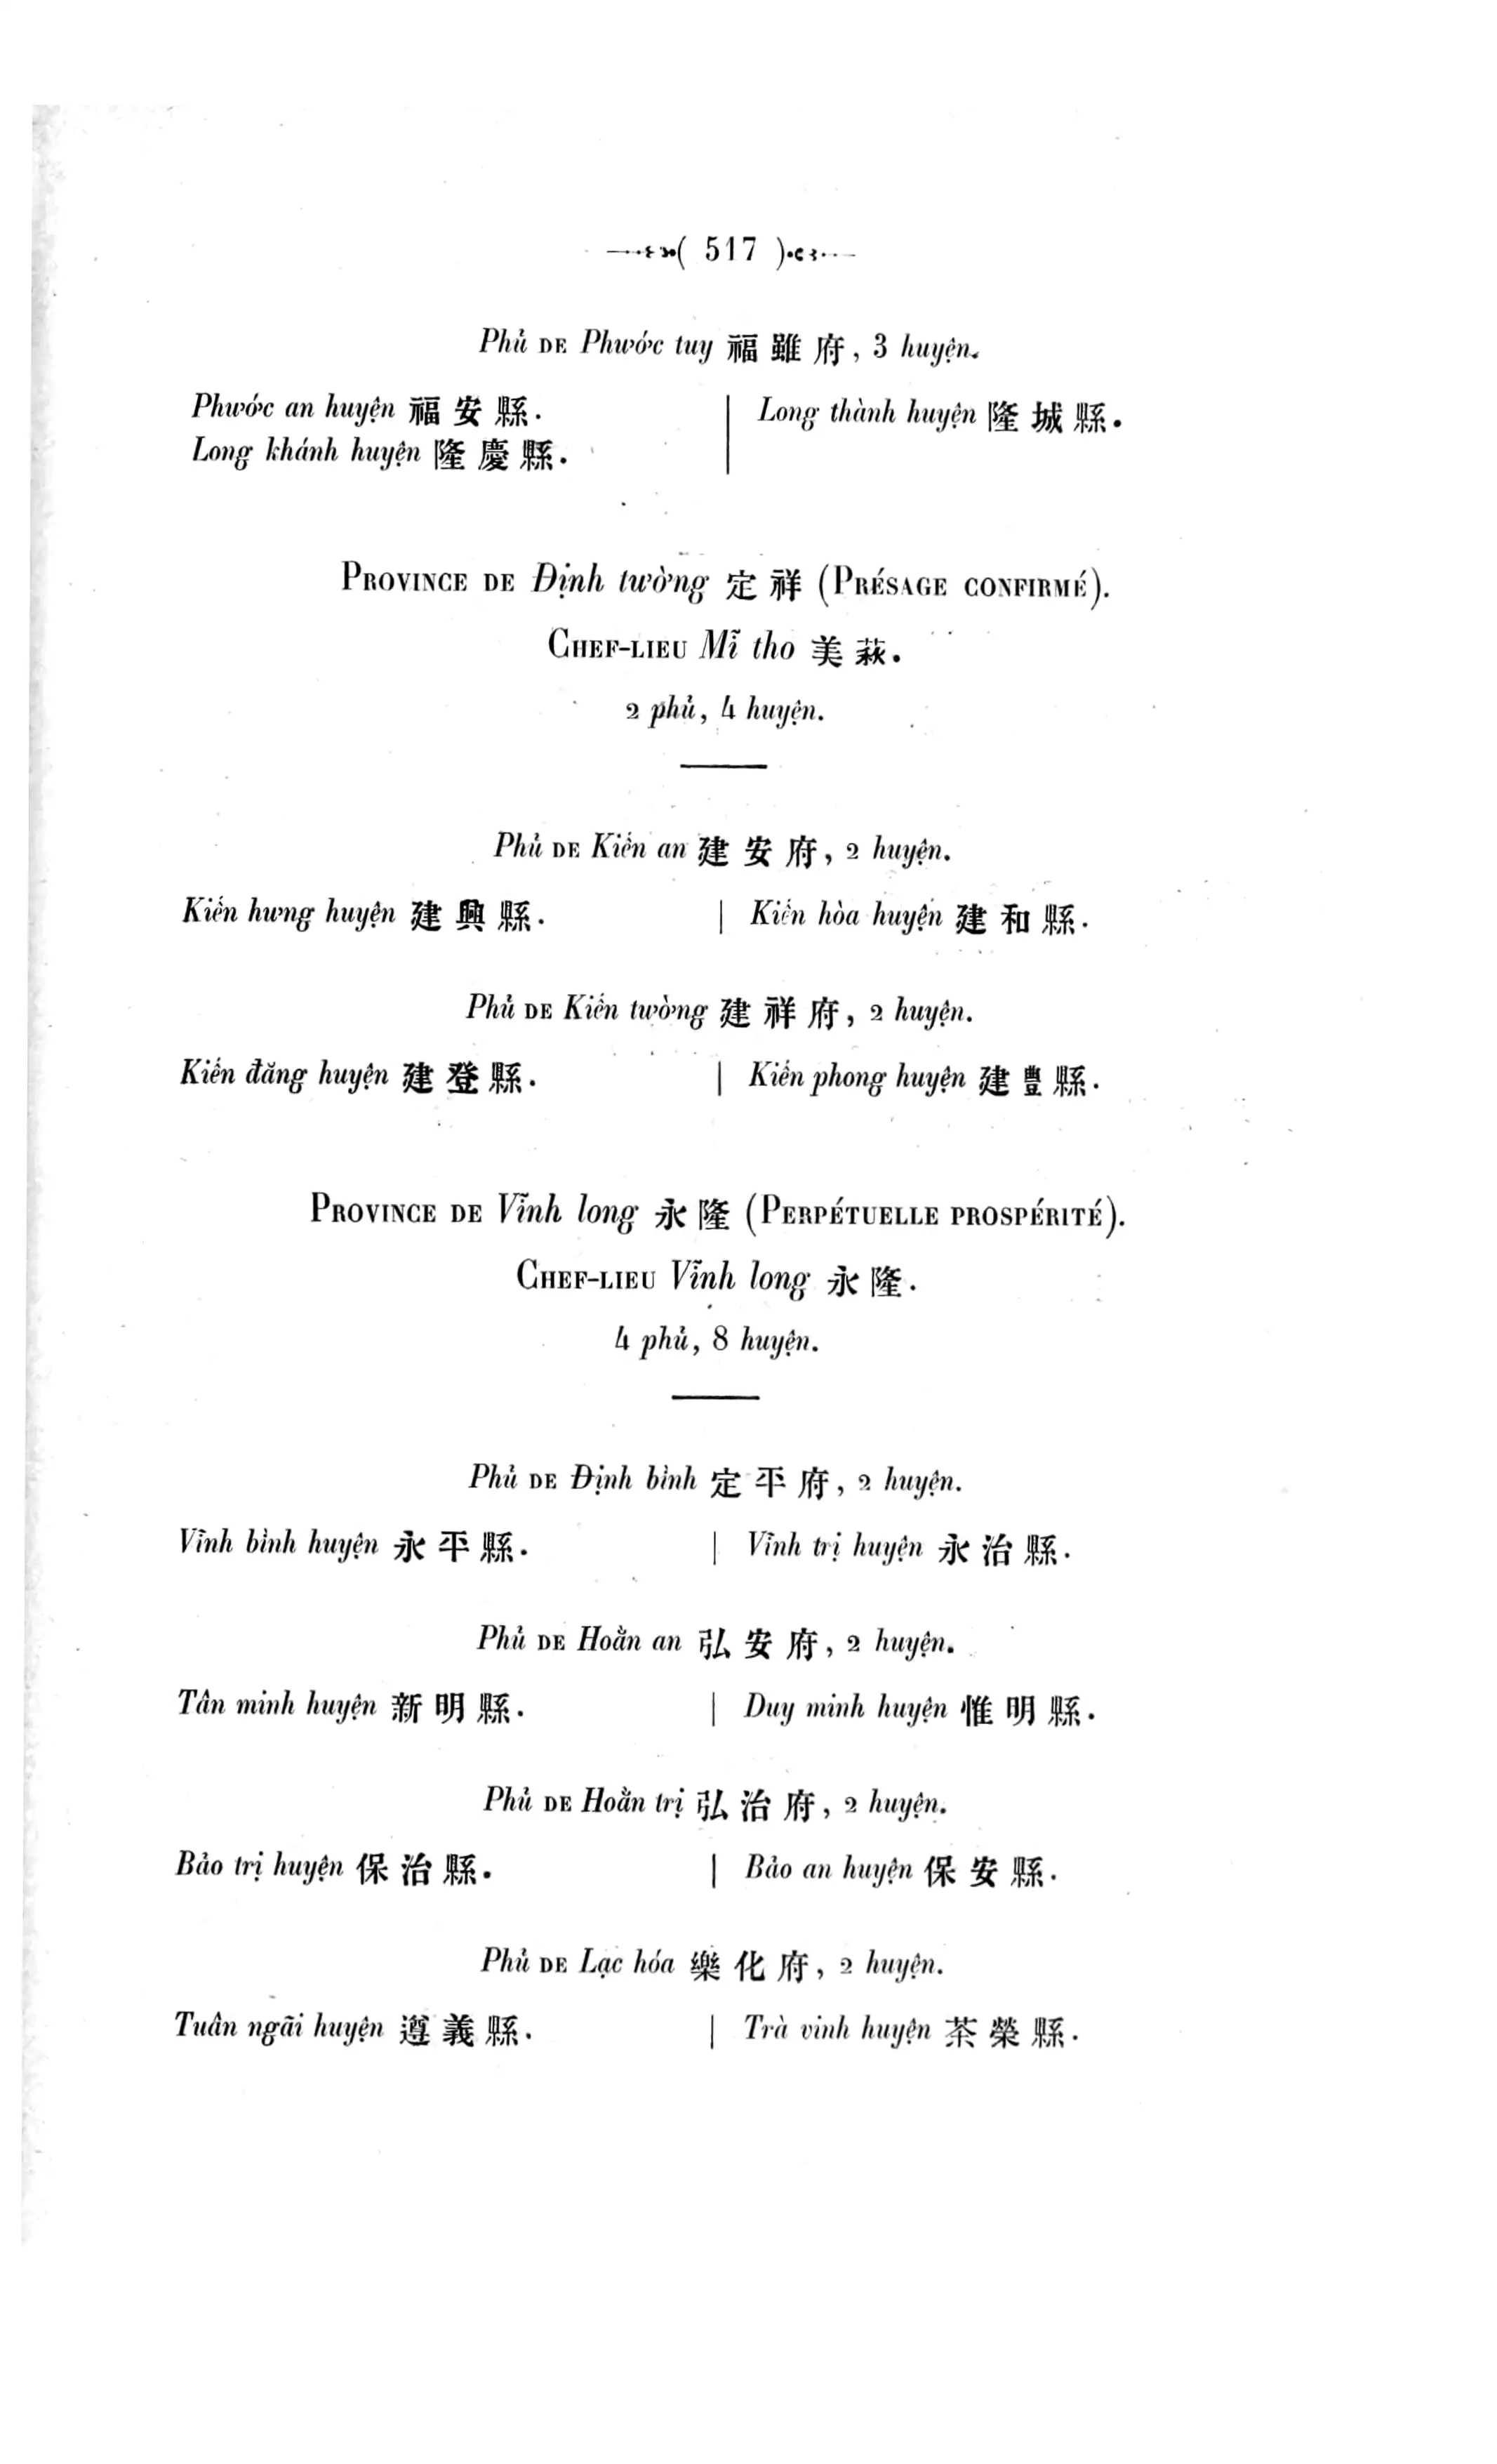 ( 517 )
Phủ DE Phước tuy 福雖府, 3 huyện.
Phước an huyện 福安縣.
Long khánh huyện 隆慶縣.
Long thành huyện 隆城縣.
PROVINCE DE Định tường 定祥 (PRÉSAGE CONFIRMÉ).
CHEF-LIEU Mĩ tho 美萩.
2 phủ, 4 huyện.
Phủ DE Kiến an 建安府, 2 huyện.
Kiến hưng huyện 建興縣.
Kiến hòa huyện 建和縣.
Phủ DE Kiến tường 建祥府, 2 huyện.
Kiến đăng huyện 建登縣.
Kiến phong huyện 建豊縣.
PROVINCE DE Vĩnh long 永隆 (PERPÉTUELLE PROSPÉRITÉ).
CHEF-LIEU Vĩnh long 永隆.
4 phủ, 8 huyện.
Phủ DE Định bình 定平府, 2 huyện.
Vĩnh bình huyện 永平縣.
Vĩnh trị huyện 永治縣.
Phủ DE Hoằn an 弘安府, 2 huyện.
Tân minh huyện 新明縣.
Duy minh huyện 惟明縣.
Phủ DE Hoằn trị 弘治府, 2 huyện.
Bảo trị huyện 保治縣.
Bảo an huyện 保安縣.
Phủ DE Lạc hóa 樂化府, 2 huyện.
Tuân ngãi huyện 遵義縣.
Trà vinh huyện 茶榮縣.